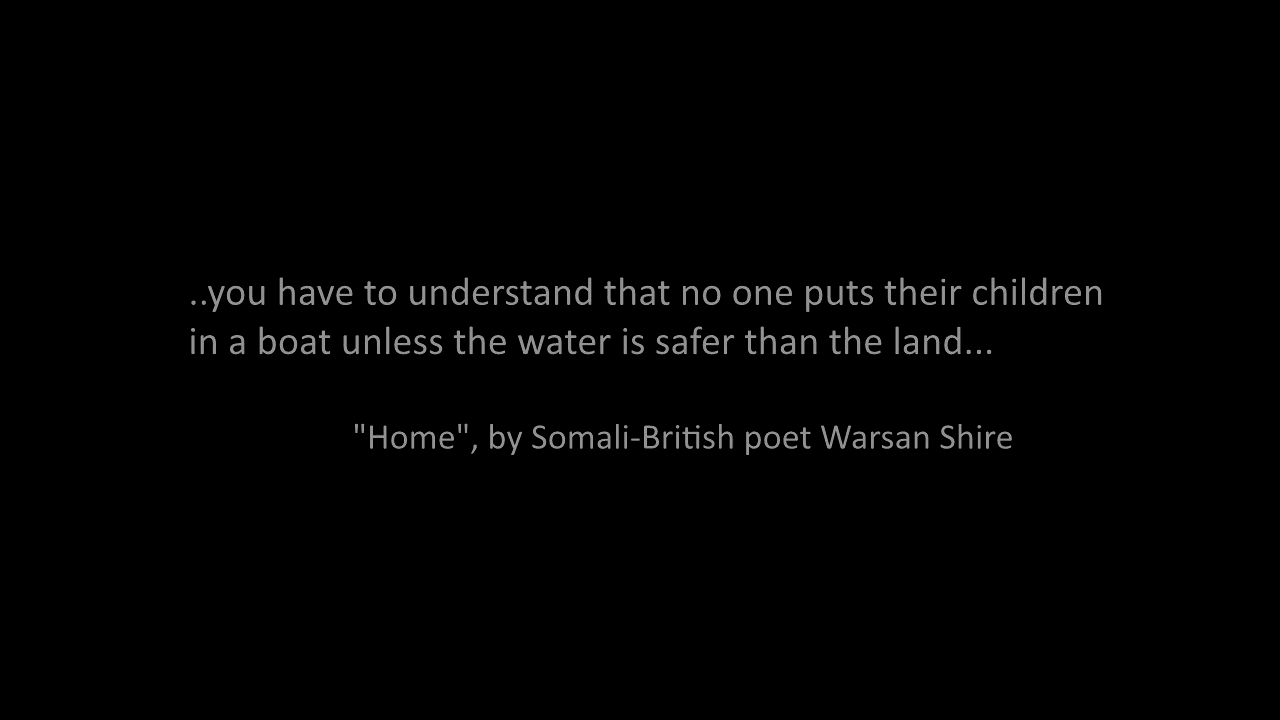 ..you have to understand that no one puts their children
in a boat unless the water is safer than the land...
"Home", by Somali-British poet Warsan Shire